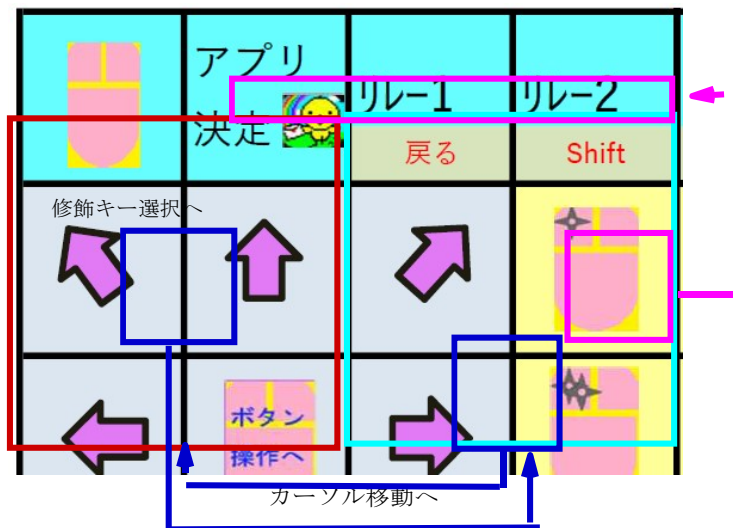 アプリ
決定
リレー1
リレー2
戻る
Shift
修飾キー選択へ
ボタン
操作へ
カーソル移動へ